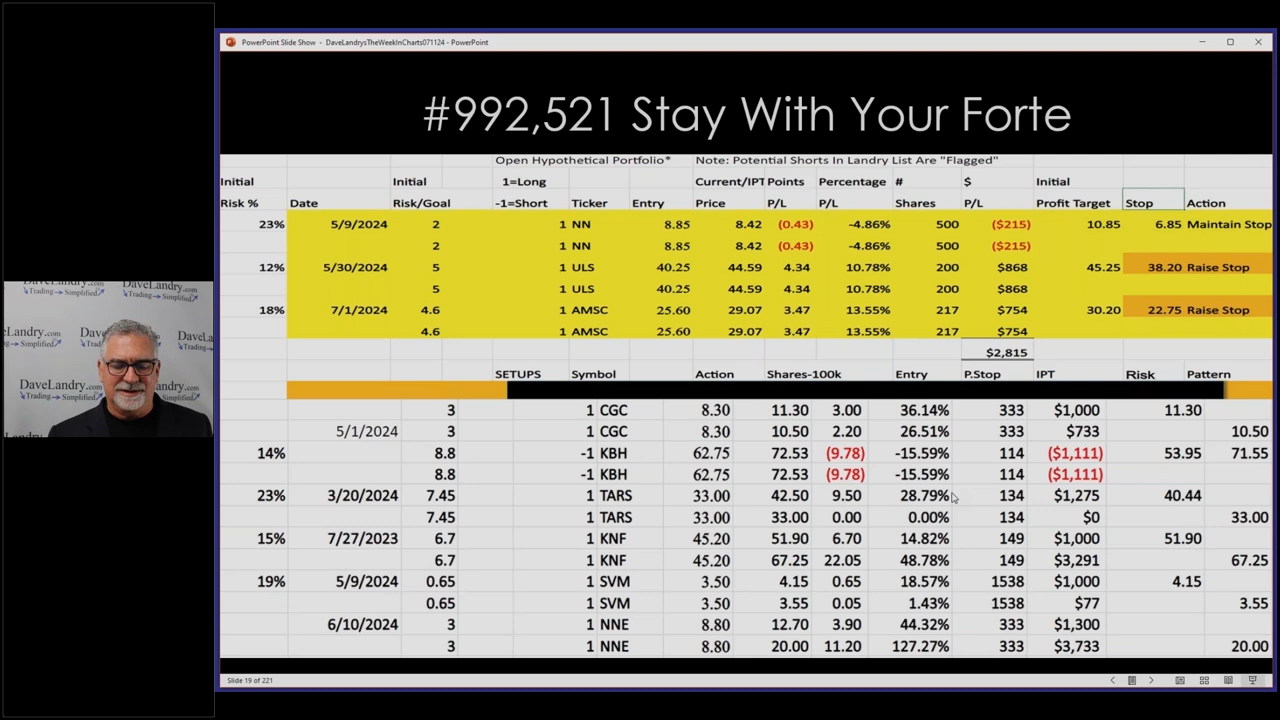 PowerPoint Slide Show - DaveLandrysTheWeekInCharts071124 - PowerPoint
#992,521 Stay With Your Forte
Open Hypothetical Portfolio* Note: Potential Shorts In Landry List Are "Flagged"
Initial Initial 1=Long Current/IPT Points Percentage # $ Initial
Risk % Date Risk/Goal -1=Short Ticker Entry Price P/L P/L Shares P/L Profit Target Stop Action
23% 5/9/2024 2 1 NN 8.85 8.42 (0.43) -4.86% 500 ($215) 10.85 6.85 Maintain Stop
2 1 NN 8.85 8.42 (0.43) -4.86% 500 ($215)
12% 5/30/2024 5 1 ULS 40.25 44.59 4.34 10.78% 200 $868 45.25 38.20 Raise Stop
5 1 ULS 40.25 44.59 4.34 10.78% 200 $868
18% 7/1/2024 4.6 1 AMSC 25.60 29.07 3.47 13.55% 217 $754 30.20 22.75 Raise Stop
4.6 1 AMSC 25.60 29.07 3.47 13.55% 217 $754
$2,815
SETUPS Symbol Action Shares-100k Entry P.Stop IPT Risk Pattern
3 1 CGC 8.30 11.30 3.00 36.14% 333 $1,000 11.30
5/1/2024 3 1 CGC 8.30 10.50 2.20 26.51% 333 $733 10.50
14% 8.8 -1 KBH 62.75 72.53 (9.78) -15.59% 114 ($1,111) 53.95 71.55
8.8 -1 KBH 62.75 72.53 (9.78) -15.59% 114 ($1,111)
23% 3/20/2024 7.45 1 TARS 33.00 42.50 9.50 28.79% 134 $1,275 40.44
7.45 1 TARS 33.00 33.00 0.00 0.00% 134 $0 33.00
15% 7/27/2023 6.7 1 KNF 45.20 51.90 6.70 14.82% 149 $1,000 51.90
6.7 1 KNF 45.20 67.25 22.05 48.78% 149 $3,291 67.25
19% 5/9/2024 0.65 1 SVM 3.50 4.15 0.65 18.57% 1538 $1,000 4.15
0.65 1 SVM 3.50 3.55 0.05 1.43% 1538 $77 3.55
6/10/2024 3 1 NNE 8.80 12.70 3.90 44.32% 333 $1,300
3 1 NNE 8.80 20.00 11.20 127.27% 333 $3,733 20.00
Slide 19 of 221
Trading Simplified
DaveLandry.com
Trading Simplified